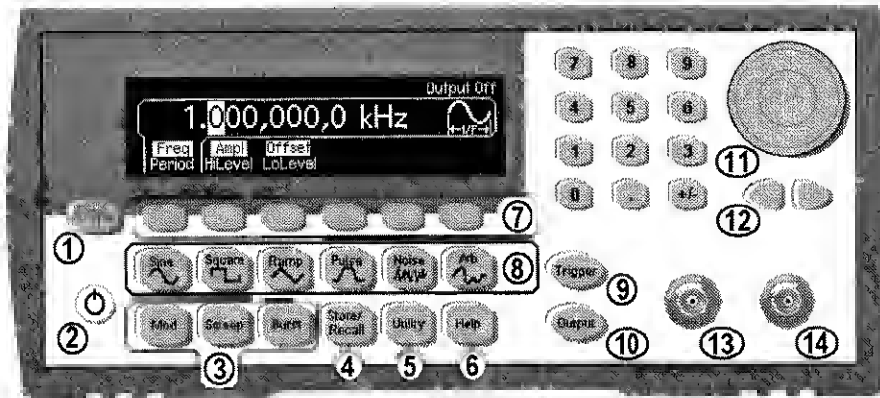 Output Off
1.000,000,0 kHz
1/F
Freq Ampl Offset
Period HiLevel LoLevel
7 8 9
4 5 6
1 2 3
0 . +/-
11
12
7
1
Sine Square Ramp Pulse Noise Arb
8
Trigger
9
2
Mod Sweep Burst Store/ Recall Utility Help
Output
10
13
14
3
4
5
6